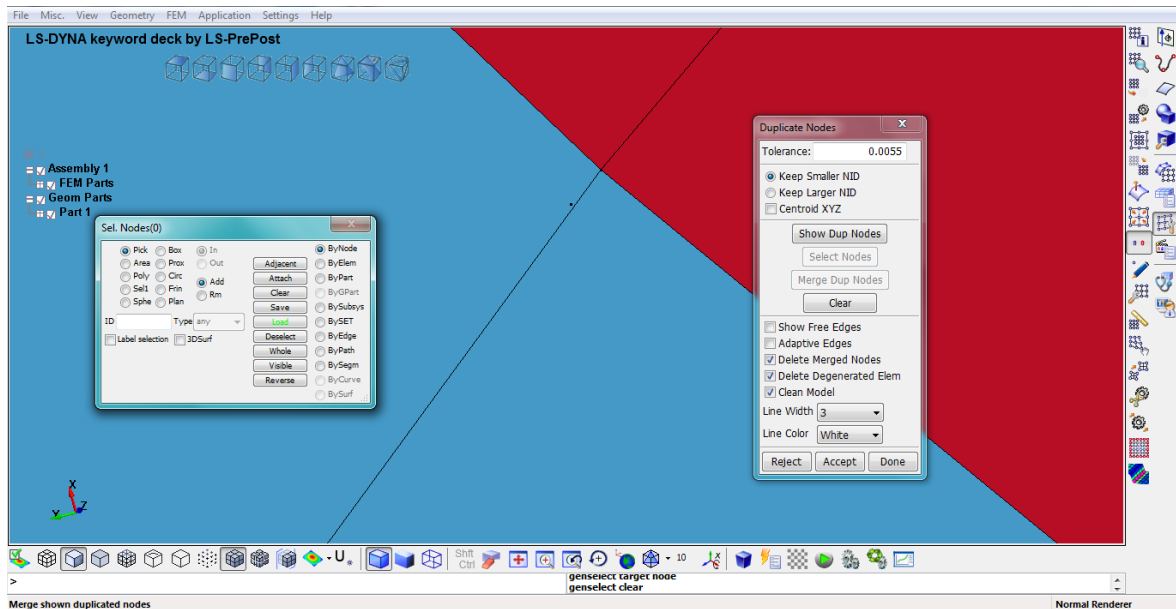 File Misc. View Geometry FEM Application Settings Help
LS-DYNA keyword deck by LS-PrePost
Assembly 1
FEM Parts
Geom Parts
Part 1
Sel. Nodes(0)
Pick Box In ByNode
Area Prox Out Adjacent ByElem
Poly Circ Add Attach ByPart
Sel1 Frin Rm Clear ByGPart
Sphe Plan Save BySubsys
ID Type any Load BySET
Label selection 3DSurf Deselect ByEdge
Whole ByPath
Visible BySegm
Reverse ByCurve
BySurf
Duplicate Nodes X
Tolerance: 0.0055
Keep Smaller NID
Keep Larger NID
Centroid XYZ
Show Dup Nodes
Select Nodes
Merge Dup Nodes
Clear
Show Free Edges
Adaptive Edges
Delete Merged Nodes
Delete Degenerated Elem
Clean Model
Line Width 3
Line Color White
Reject Accept Done
X
Y Z
U. Shft Ctrl 10
genselect target node
> genselect clear
Merge shown duplicated nodes Normal Renderer